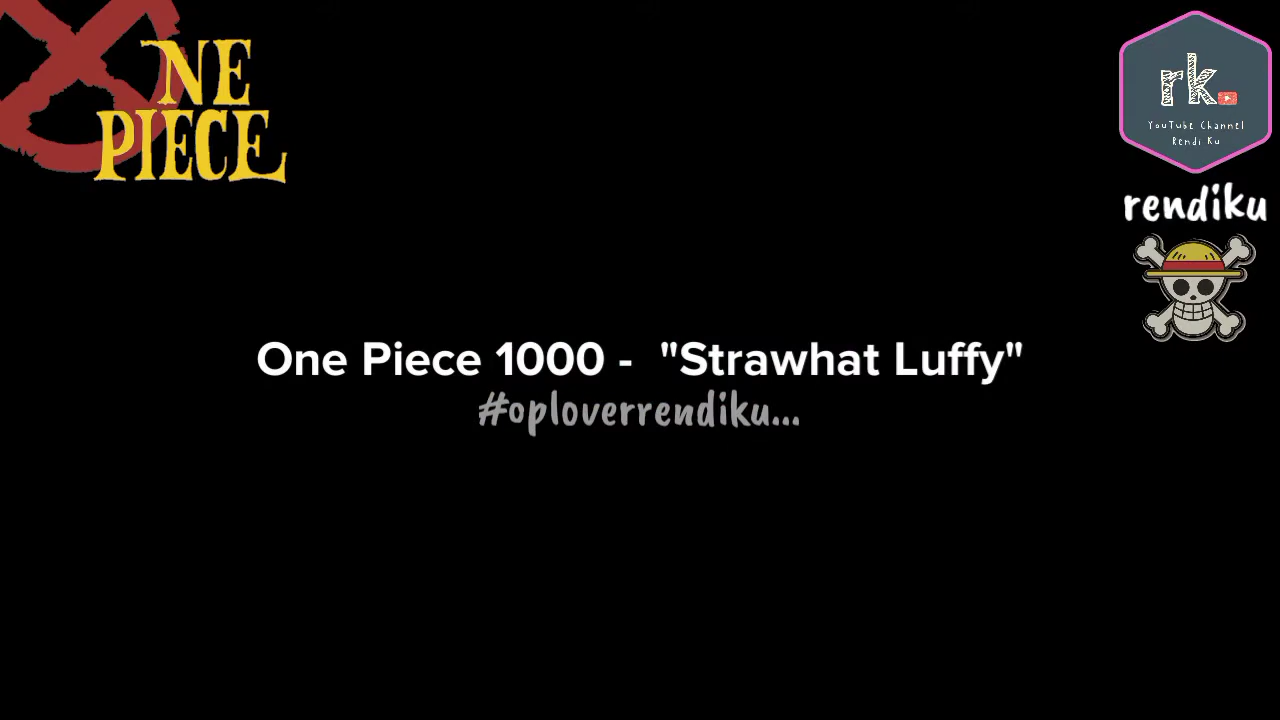 ONE
PIECE
rk.
YouTube Channel
Rendi Ku
rendiku
One Piece 1000 - "Strawhat Luffy"
#oploverrendiku...